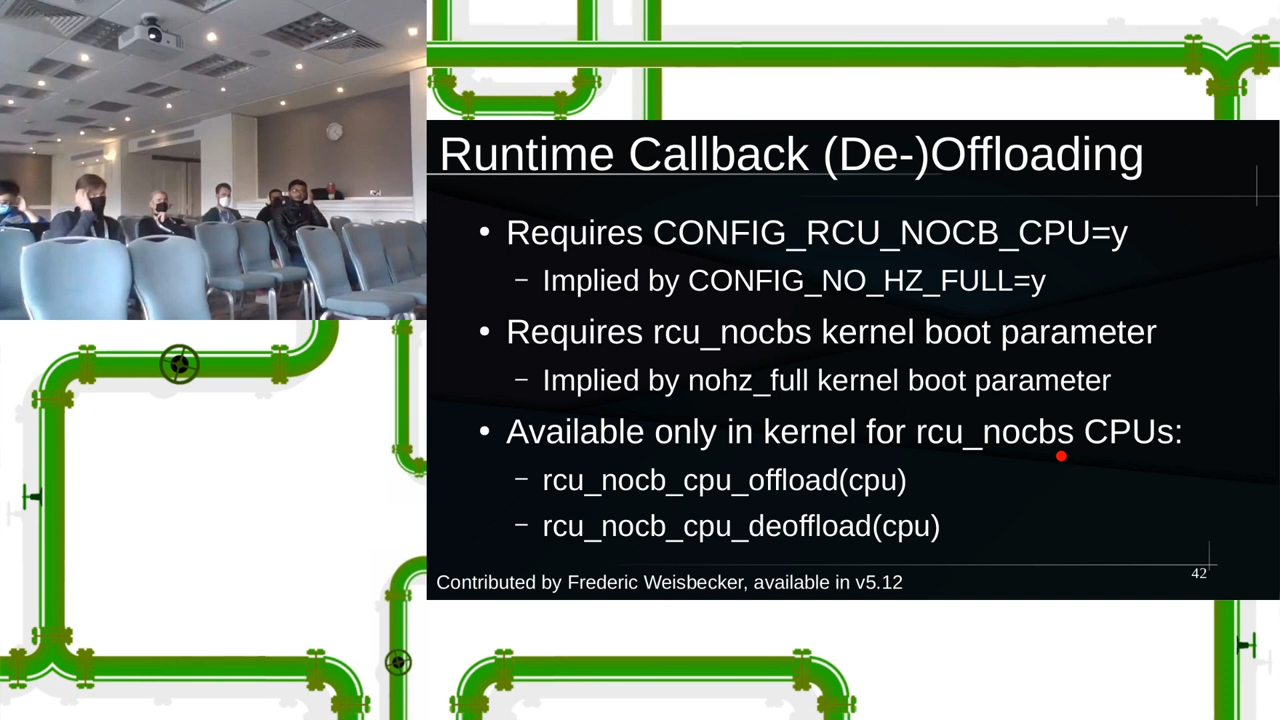 Runtime Callback (De-)Offloading
• Requires CONFIG_RCU_NOCB_CPU=y
– Implied by CONFIG_NO_HZ_FULL=y
• Requires rcu_nocbs kernel boot parameter
– Implied by nohz_full kernel boot parameter
• Available only in kernel for rcu_nocbs CPUs:
– rcu_nocb_cpu_offload(cpu)
– rcu_nocb_cpu_deoffload(cpu)
42
Contributed by Frederic Weisbecker, available in v5.12